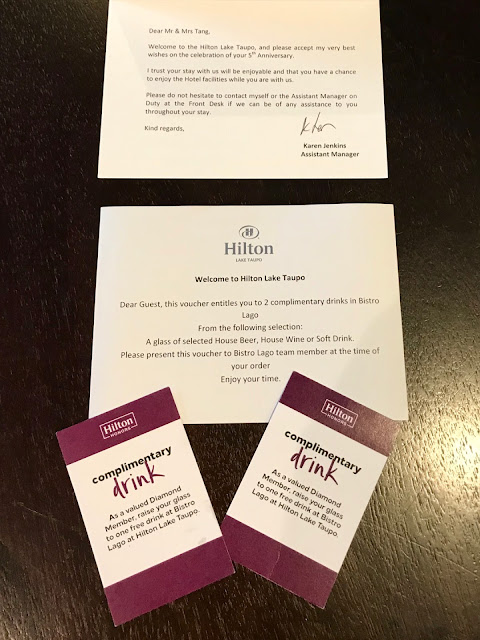 Dear Mr & Mrs Tang,
Welcome to the Hilton Lake Taupo, and please accept my very best
wishes on the celebration of your 5th Anniversary.
I trust your stay with us will be enjoyable and that you have a chance
to enjoy the Hotel facilities while you are with us.
Please do not hesitate to contact myself or the Assistant Manager on
Duty at the Front Desk if we can be of any assistance to you
throughout your stay.
Kind regards,
Karen Jenkins
Assistant Manager
Hilton
LAKE TAUPO
Welcome to Hilton Lake Taupo
Dear Guest, this voucher entitles you to 2 complimentary drinks in Bistro
Lago
From the following selection:
A glass of selected House Beer, House Wine or Soft Drink.
Please present this voucher to Bistro Lago team member at the time of
your order
Enjoy your time.
Hilton
HONORS
complimentary
drink
As a valued Diamond
Member, raise your glass
to one free drink at Bistro
Lago at Hilton Lake Taupo.
Hilton
HONORS
complimentary
drink
As a valued Diamond
Member, raise your glass
to one free drink at Bistro
Lago at Hilton Lake Taupo.